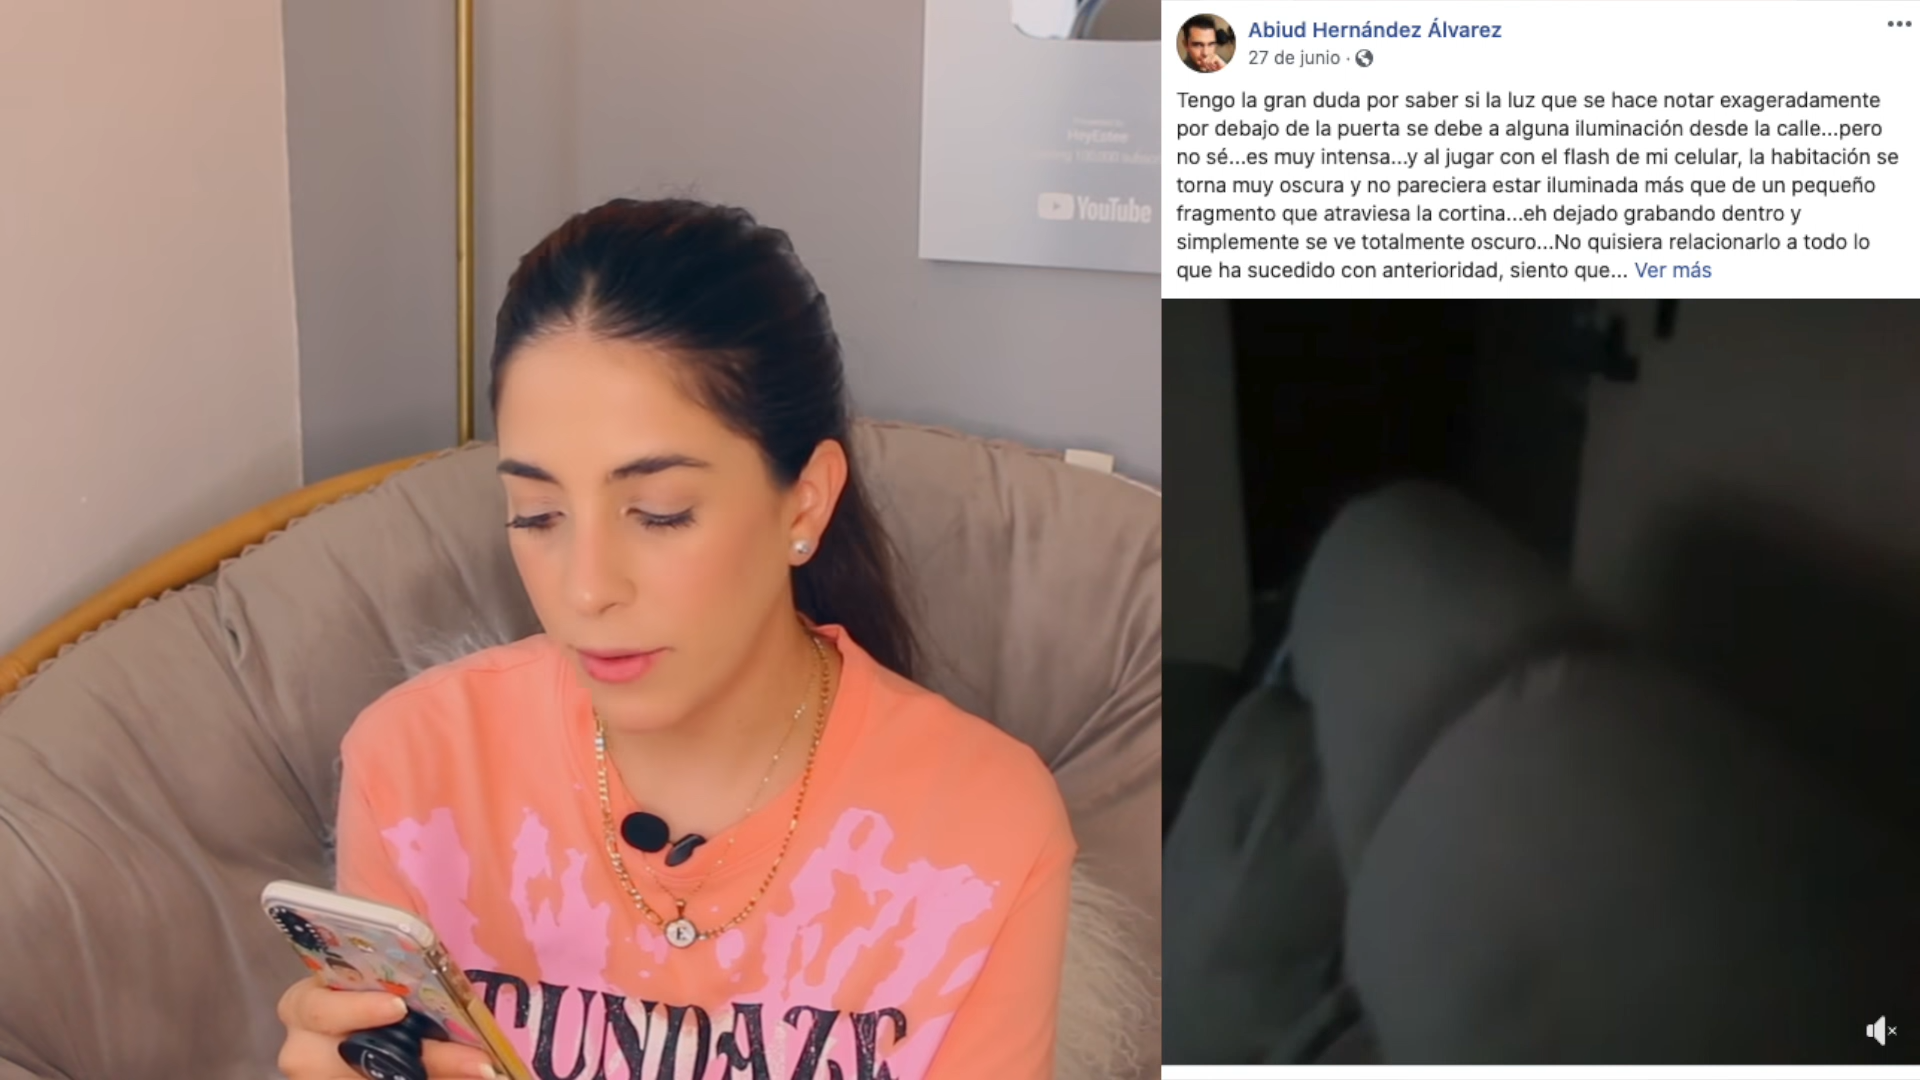 HeyEstee
YouTube
E
TUNDAZE
Abiud Hernández Álvarez
27 de junio ·
Tengo la gran duda por saber si la luz que se hace notar exageradamente
por debajo de la puerta se debe a alguna iluminación desde la calle...pero
no sé...es muy intensa...y al jugar con el flash de mi celular, la habitación se
torna muy oscura y no pareciera estar iluminada más que de un pequeño
fragmento que atraviesa la cortina...eh dejado grabando dentro y
simplemente se ve totalmente oscuro...No quisiera relacionarlo a todo lo
que ha sucedido con anterioridad, siento que... Ver más